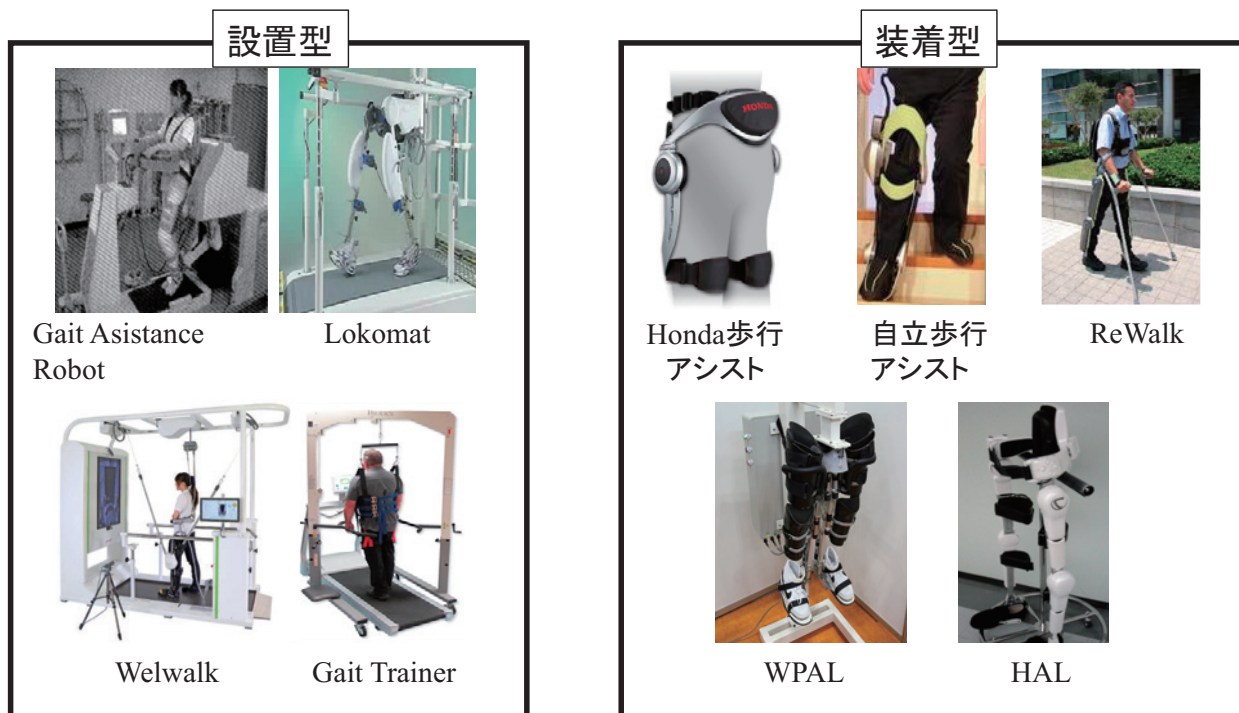 設置型
Gait Asistance
Robot
Lokomat
Welwalk
Gait Trainer
装着型
HONDA
Honda歩行
アシスト
自立歩行
アシスト
ReWalk
WPAL
HAL